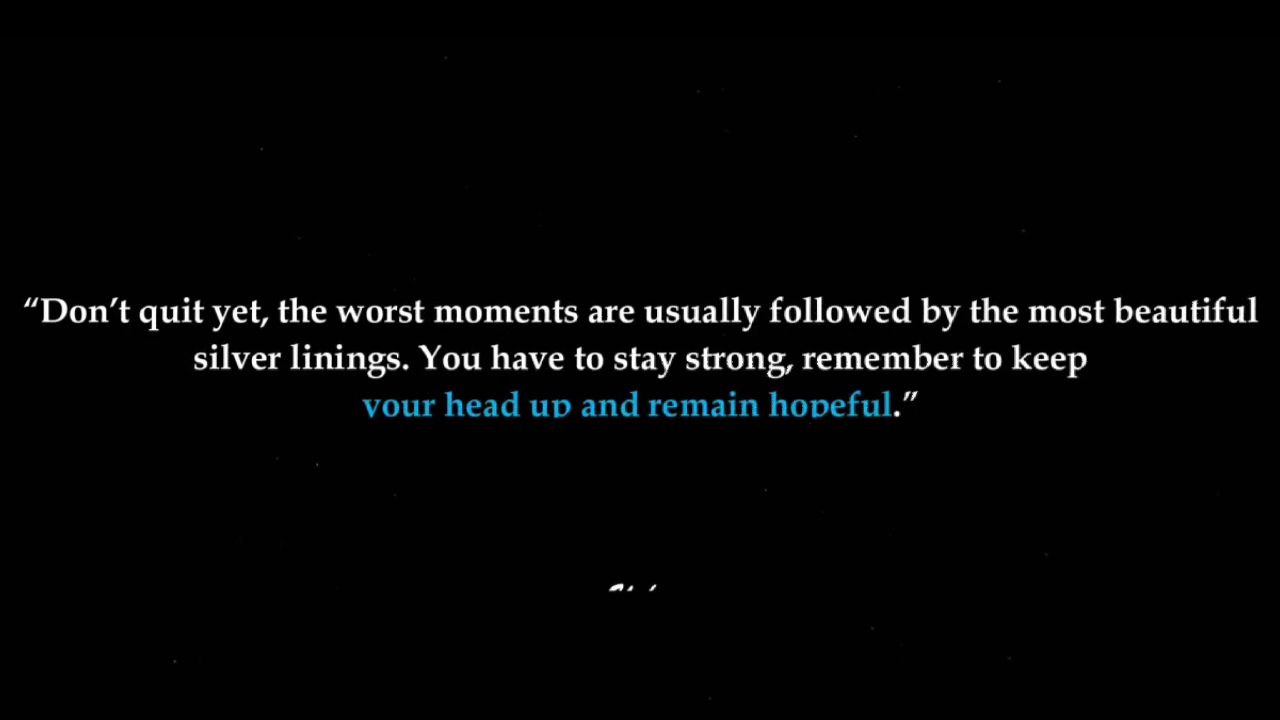 “Don’t quit yet, the worst moments are usually followed by the most beautiful
silver linings. You have to stay strong, remember to keep
your head up and remain hopeful.”